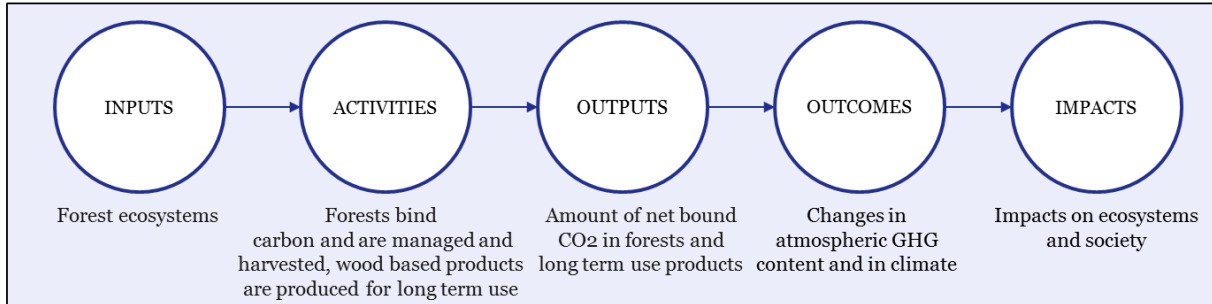 INPUTS
ACTIVITIES
OUTPUTS
OUTCOMES
IMPACTS
Forest ecosystems
Forests bind
carbon and are managed and
harvested, wood based products
are produced for long term use
Amount of net bound
CO2 in forests and
long term use products
Changes in
atmospheric GHG
content and in climate
Impacts on ecosystems
and society